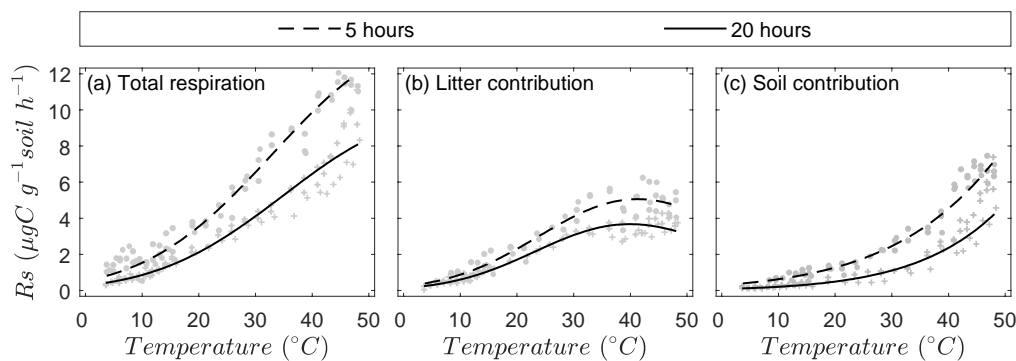 5 hours 20 hours
(a) Total respiration (b) Litter contribution (c) Soil contribution
Rs (μgC g⁻¹soil h⁻¹)
12
10
8
6
4
2
0
0 10 20 30 40 50 0 10 20 30 40 50 0 10 20 30 40 50
Temperature (°C) Temperature (°C) Temperature (°C)